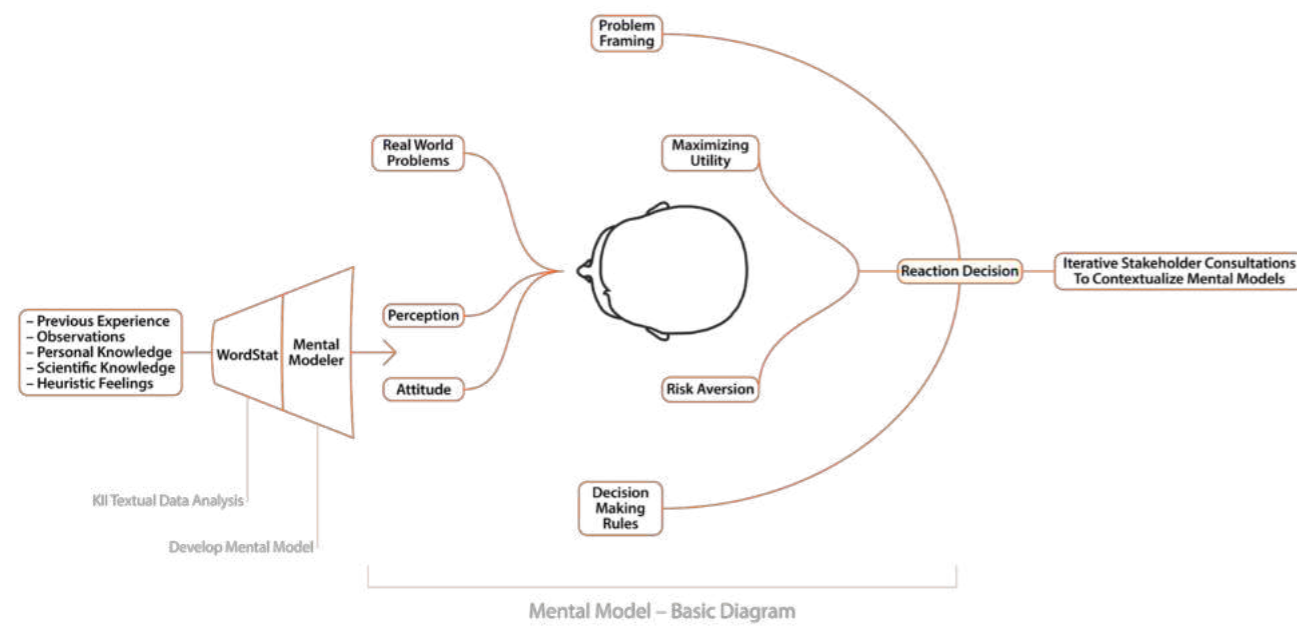 Problem
Framing
Real World
Problems
Maximizing
Utility
Reaction Decision
Iterative Stakeholder Consultations
To Contextualize Mental Models
– Previous Experience
– Observations
– Personal Knowledge
– Scientific Knowledge
– Heuristic Feelings
WordStat
Mental
Modeler
Perception
Attitude
Risk Aversion
KII Textual Data Analysis
Develop Mental Model
Decision
Making
Rules
Mental Model – Basic Diagram